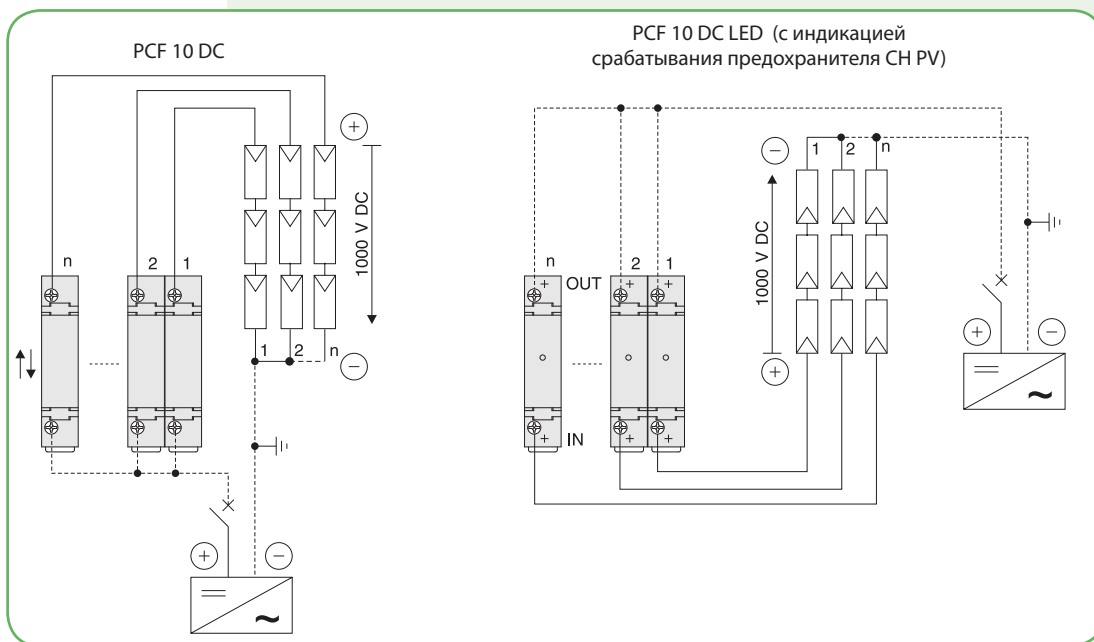 PCF 10 DC
n
2 1
+
1000 V DC
1 2 n
−
+ −
PCF 10 DC LED (с индикацией
срабатывания предохранителя CH PV)
n
2 1
+ + +
OUT
IN
+ + +
−
1 2 n
1000 V DC
+
+ −